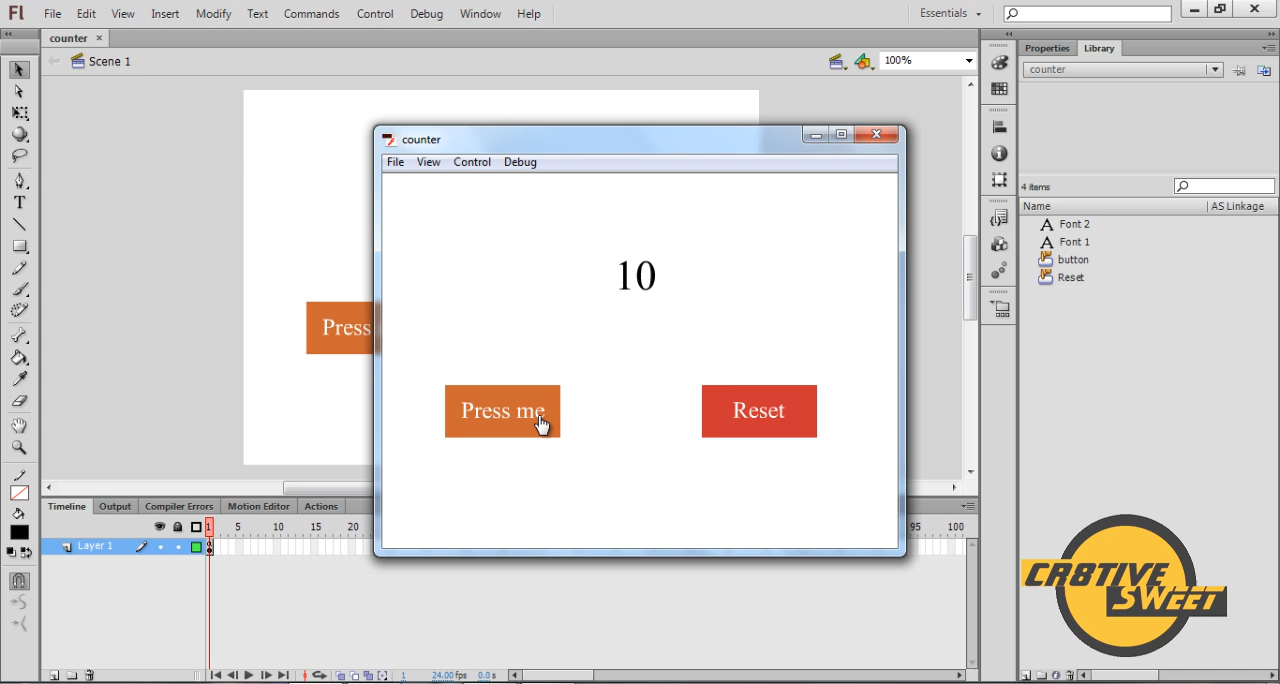 Fl File Edit View Insert Modify Text Commands Control Debug Window Help Essentials
counter ×
Scene 1 100%
Properties Library
counter
4 items
Name AS Linkage
Font 2
Font 1
button
Reset
Press
counter
File View Control Debug
10
Press me Reset
Timeline Output Compiler Errors Motion Editor Actions
1 5 10 15 20 95 100
Layer 1
1 24.00 fps 0.0 s
CR8TIVE
SWEET